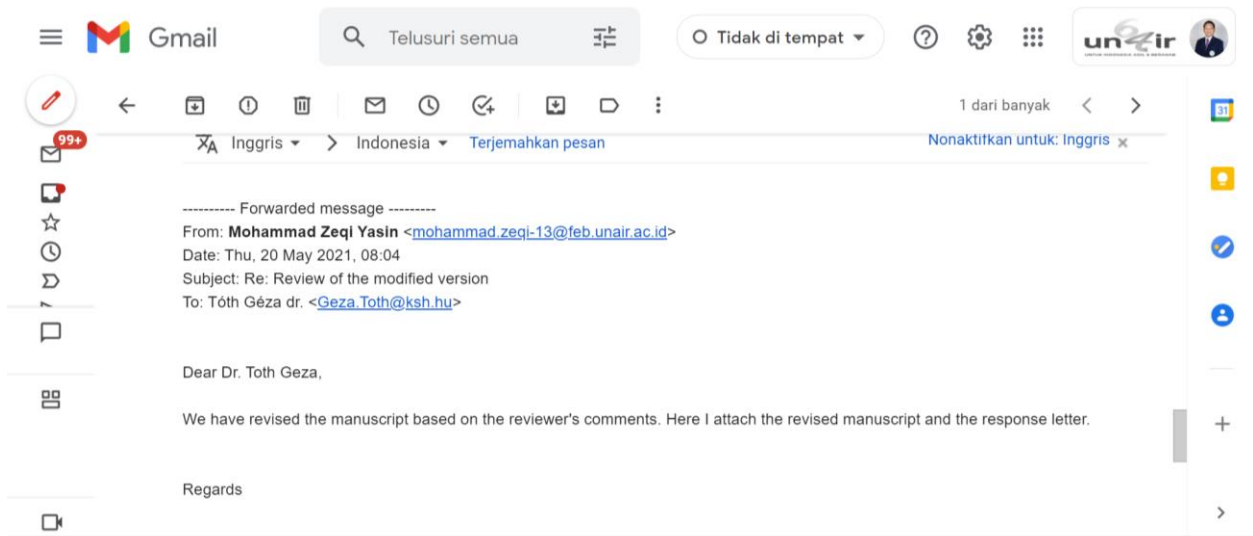 Gmail
Telusuri semua
Tidak di tempat
un64ir
1 dari banyak
99+
31
Inggris
Indonesia
Terjemahkan pesan
Nonaktifkan untuk: Inggris
---------- Forwarded message ---------
From: Mohammad Zeqi Yasin <mohammad.zeqi-13@feb.unair.ac.id>
Date: Thu, 20 May 2021, 08:04
Subject: Re: Review of the modified version
To: Tóth Géza dr. <Geza.Toth@ksh.hu>
Dear Dr. Toth Geza,
We have revised the manuscript based on the reviewer's comments. Here I attach the revised manuscript and the response letter.
Regards